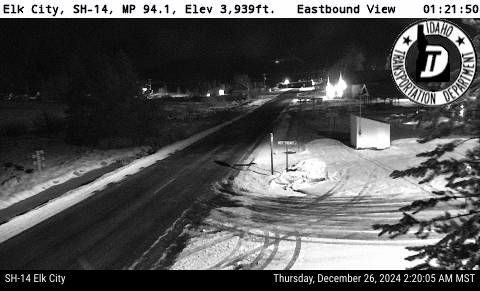 Elk City, SH-14, MP 94.1, Elev 3,939ft. Eastbound View 01:21:50
IDAHO
TRANSPORTATION DEPARTMENT
SH-14 Elk City Thursday, December 26, 2024 2:20:05 AM MST